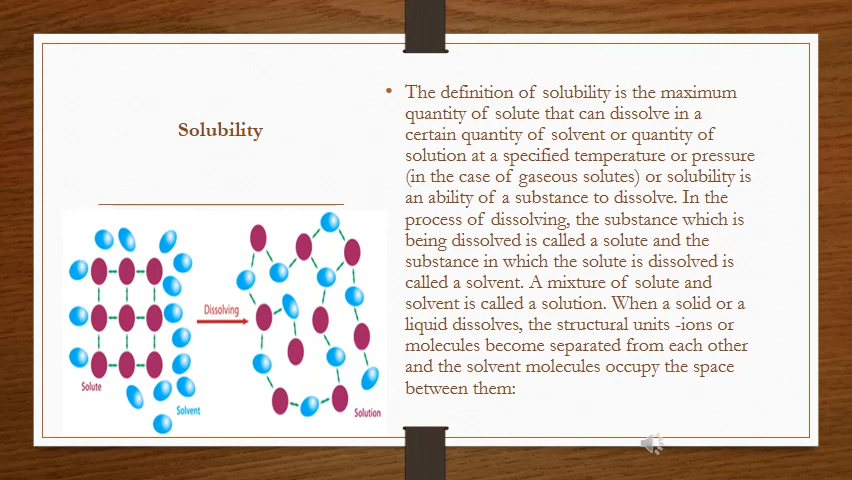 Solubility
• The definition of solubility is the maximum
quantity of solute that can dissolve in a
certain quantity of solvent or quantity of
solution at a specified temperature or pressure
(in the case of gaseous solutes) or solubility is
an ability of a substance to dissolve. In the
process of dissolving, the substance which is
being dissolved is called a solute and the
substance in which the solute is dissolved is
called a solvent. A mixture of solute and
solvent is called a solution. When a solid or a
liquid dissolves, the structural units -ions or
molecules become separated from each other
and the solvent molecules occupy the space
between them:
Dissolving
Solute
Solvent
Solution